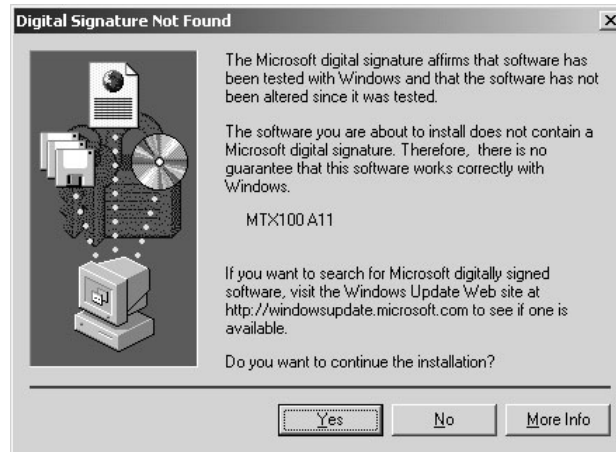 Digital Signature Not Found
The Microsoft digital signature affirms that software has
been tested with Windows and that the software has not
been altered since it was tested.
The software you are about to install does not contain a
Microsoft digital signature. Therefore, there is no
guarantee that this software works correctly with
Windows.
MTX100 A11
If you want to search for Microsoft digitally signed
software, visit the Windows Update Web site at
http://windowsupdate.microsoft.com to see if one is
available.
Do you want to continue the installation?
Yes No More Info